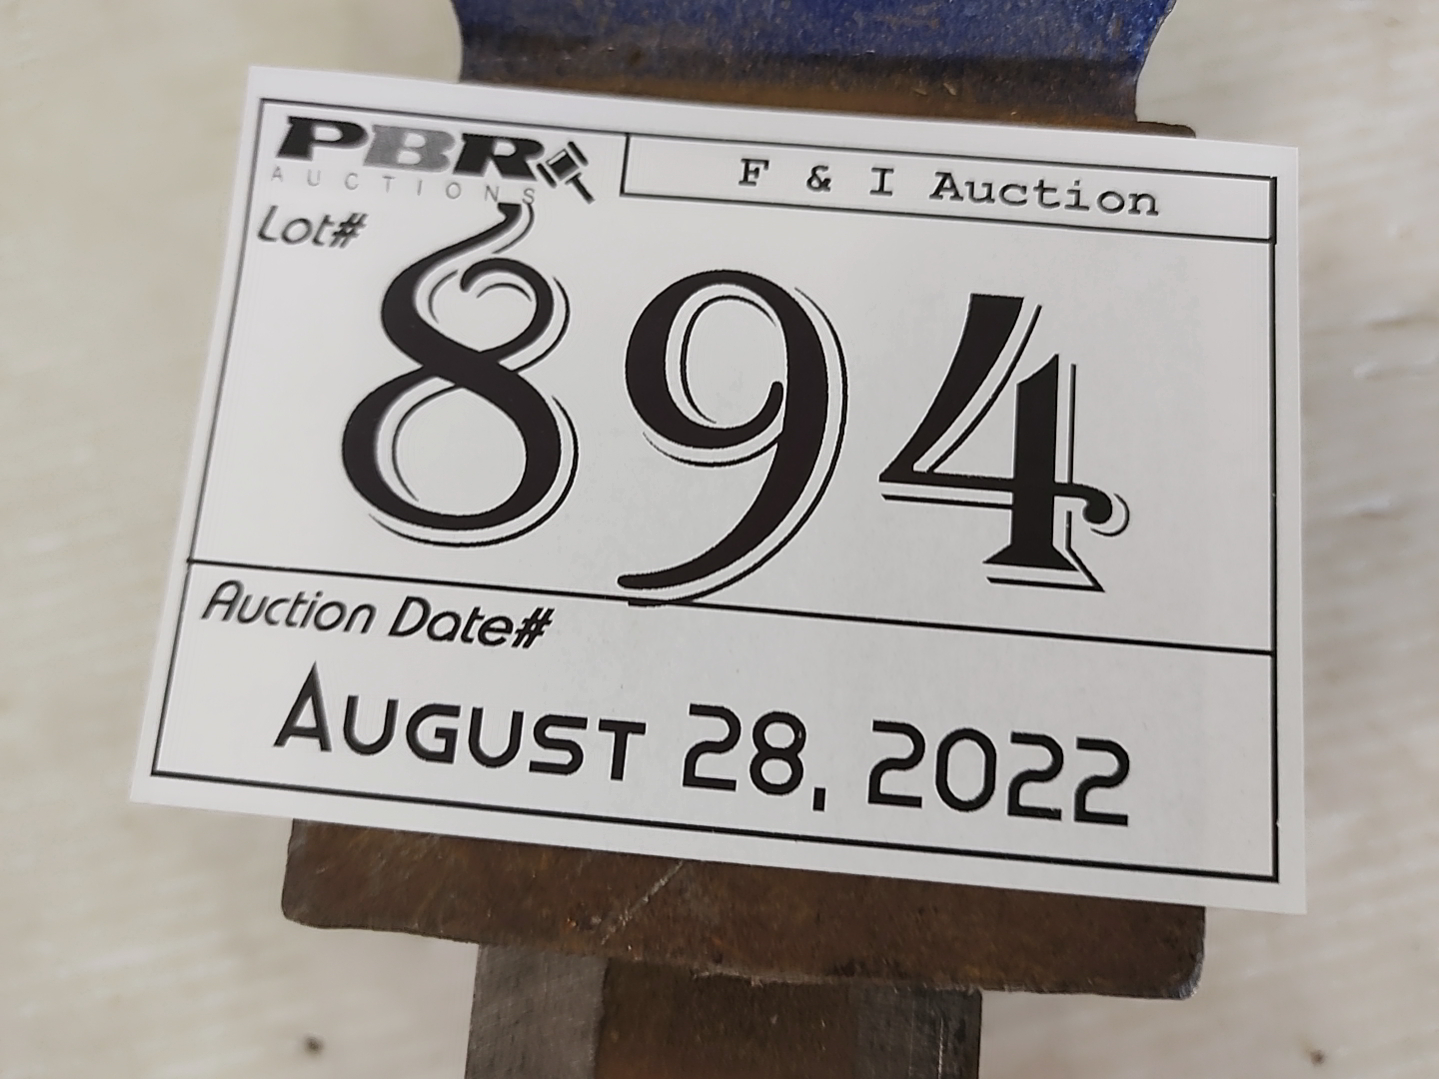 PBR
AUCTIONS
F & I Auction
Lot#
894
Auction Date#
AUGUST 28, 2022